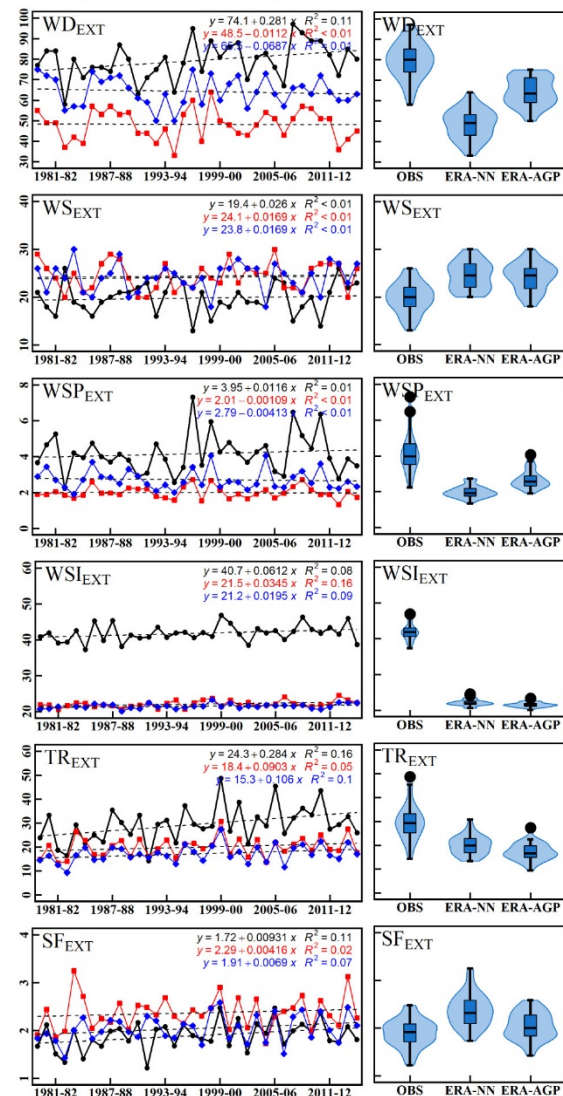 WD_EXT
y = 74.1 + 0.281 x R² = 0.11
y = 48.5 − 0.0112 x R² < 0.01
−0.0687 x R² = 0.01
100
90
80
70
60
50
40
30
1981-82 1987-88 1993-94 1999-00 2005-06 2011-12
WD_EXT
OBS ERA-NN ERA-AGP
WS_EXT
y = 19.4 + 0.026 x R² < 0.01
y = 24.1 + 0.0169 x R² < 0.01
y = 23.8 + 0.0169 x R² < 0.01
40
30
20
10
1981-82 1987-88 1993-94 1999-00 2005-06 2011-12
WS_EXT
OBS ERA-NN ERA-AGP
WSP_EXT
y = 3.95 + 0.0116 x R² = 0.01
y = 2.01 − 0.00109 x R² < 0.01
y = 2.79 − 0.00413 x R² < 0.01
8
6
4
2
0
1981-82 1987-88 1993-94 1999-00 2005-06 2011-12
WSP_EXT
OBS ERA-NN ERA-AGP
WSI_EXT
y = 40.7 + 0.0612 x R² = 0.08
y = 21.5 + 0.0345 x R² = 0.16
y = 21.2 + 0.0195 x R² = 0.09
60
50
40
30
20
1981-82 1987-88 1993-94 1999-00 2005-06 2011-12
WSI_EXT
OBS ERA-NN ERA-AGP
TR_EXT
y = 24.3 + 0.284 x R² = 0.16
y = 18.4 + 0.0903 x R² = 0.05
y = 15.3 + 0.106 x R² = 0.1
60
50
40
30
20
10
0
1981-82 1987-88 1993-94 1999-00 2005-06 2011-12
TR_EXT
OBS ERA-NN ERA-AGP
SF_EXT
y = 1.72 + 0.00931 x R² = 0.11
y = 2.29 + 0.00416 x R² = 0.02
y = 1.91 + 0.0069 x R² = 0.07
4
3
2
1
1981-82 1987-88 1993-94 1999-00 2005-06 2011-12
SF_EXT
OBS ERA-NN ERA-AGP